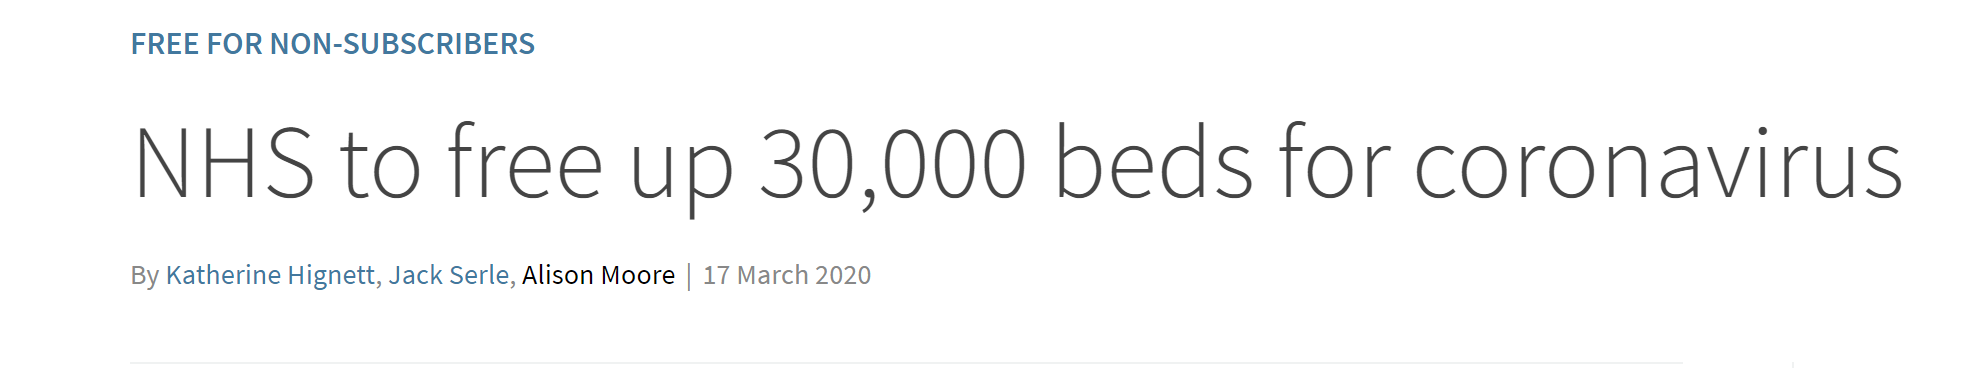 FREE FOR NON-SUBSCRIBERS
NHS to free up 30,000 beds for coronavirus
By Katherine Hignett, Jack Serle, Alison Moore | 17 March 2020